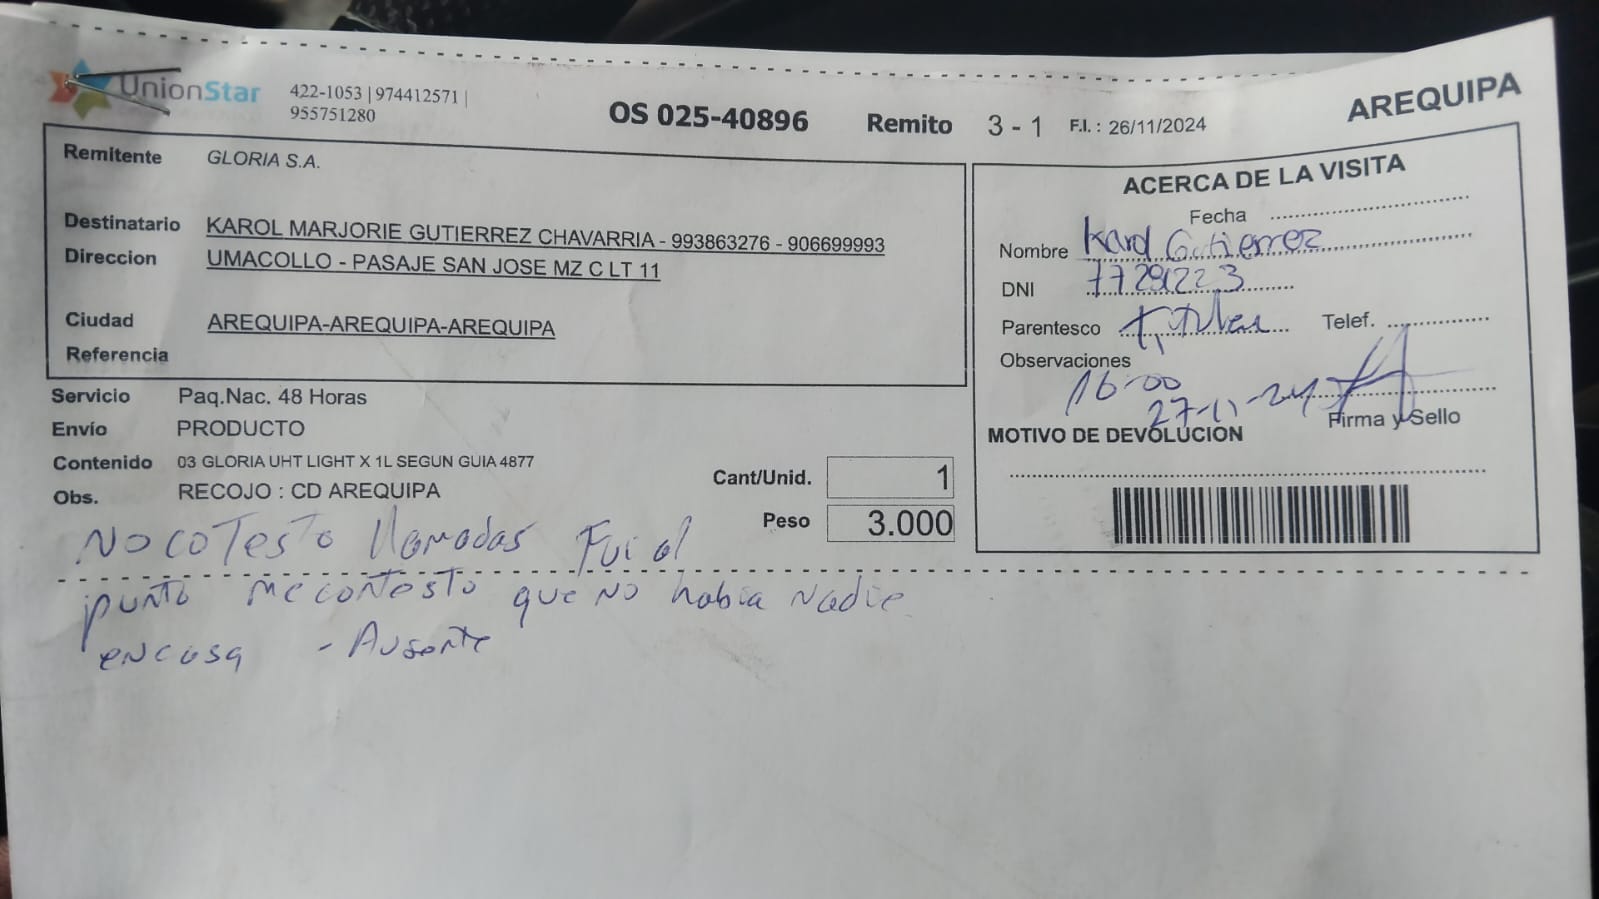 UnionStar
422-1053 | 974412571 |
955751280
OS 025-40896
Remito 3 - 1 F.I. : 26/11/2024
AREQUIPA
Remitente GLORIA S.A.
Destinatario KAROL MARJORIE GUTIERREZ CHAVARRIA - 993863276 - 906699993
Direccion UMACOLLO - PASAJE SAN JOSE MZ C LT 11
Ciudad AREQUIPA-AREQUIPA-AREQUIPA
Referencia
Servicio Paq.Nac. 48 Horas
Envío PRODUCTO
Contenido 03 GLORIA UHT LIGHT X 1L SEGUN GUIA 4877
Obs. RECOJO : CD AREQUIPA
Cant/Unid. 1
Peso 3.000
ACERCA DE LA VISITA
Fecha
Nombre Karol Gutierrez
DNI
Parentesco Titular Telef.
Observaciones
16-00
27-11-24
Firma y Sello
MOTIVO DE DEVOLUCION
No coTesTo llamadas Fui al
punto me contesto que no habia nadie
en casa - Ausente